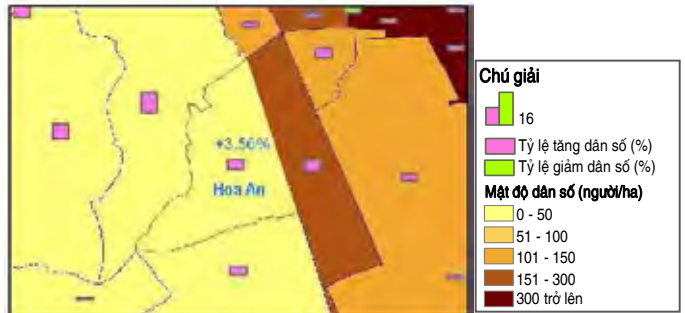 +3.56%
Hoa An
Chú giải
16
Tỷ lệ tăng dân số (%)
Tỷ lệ giảm dân số (%)
Mật độ dân số (người/ha)
0 - 50
51 - 100
101 - 150
151 - 300
300 trở lên